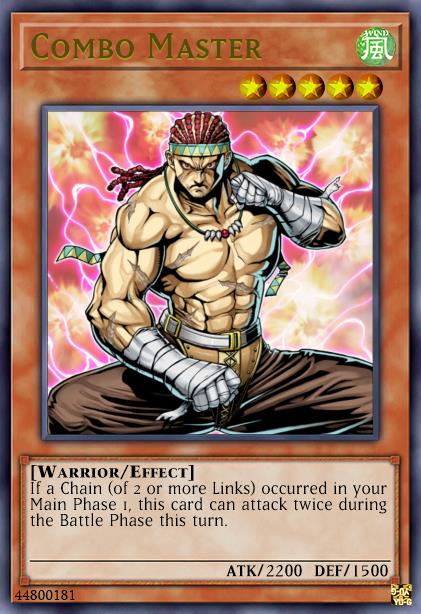 COMBO MASTER
WIND
風
[WARRIOR/EFFECT]
If a Chain (of 2 or more Links) occurred in your
Main Phase 1, this card can attack twice during
the Battle Phase this turn.
ATK/2200 DEF/1500
44800181